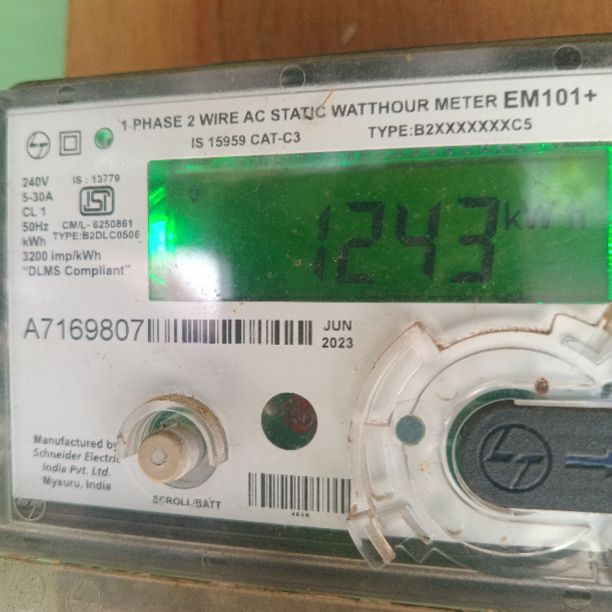 1 PHASE 2 WIRE AC STATIC WATTHOUR METER EM101+
IS 15959 CAT-C3 TYPE:B2XXXXXXXC5
240V
5-30A
CL 1
50Hz
kWh
3200 imp/kWh
"DLMS Compliant"
IS : 13779
ISI
CM/L- 6250861
TYPE:B2DLC0506
1243 kWh
A7169807
JUN
2023
Manufactured by
Schneider Electric
India Pvt. Ltd.
Mysuru, India
SCROLL/BATT
LT